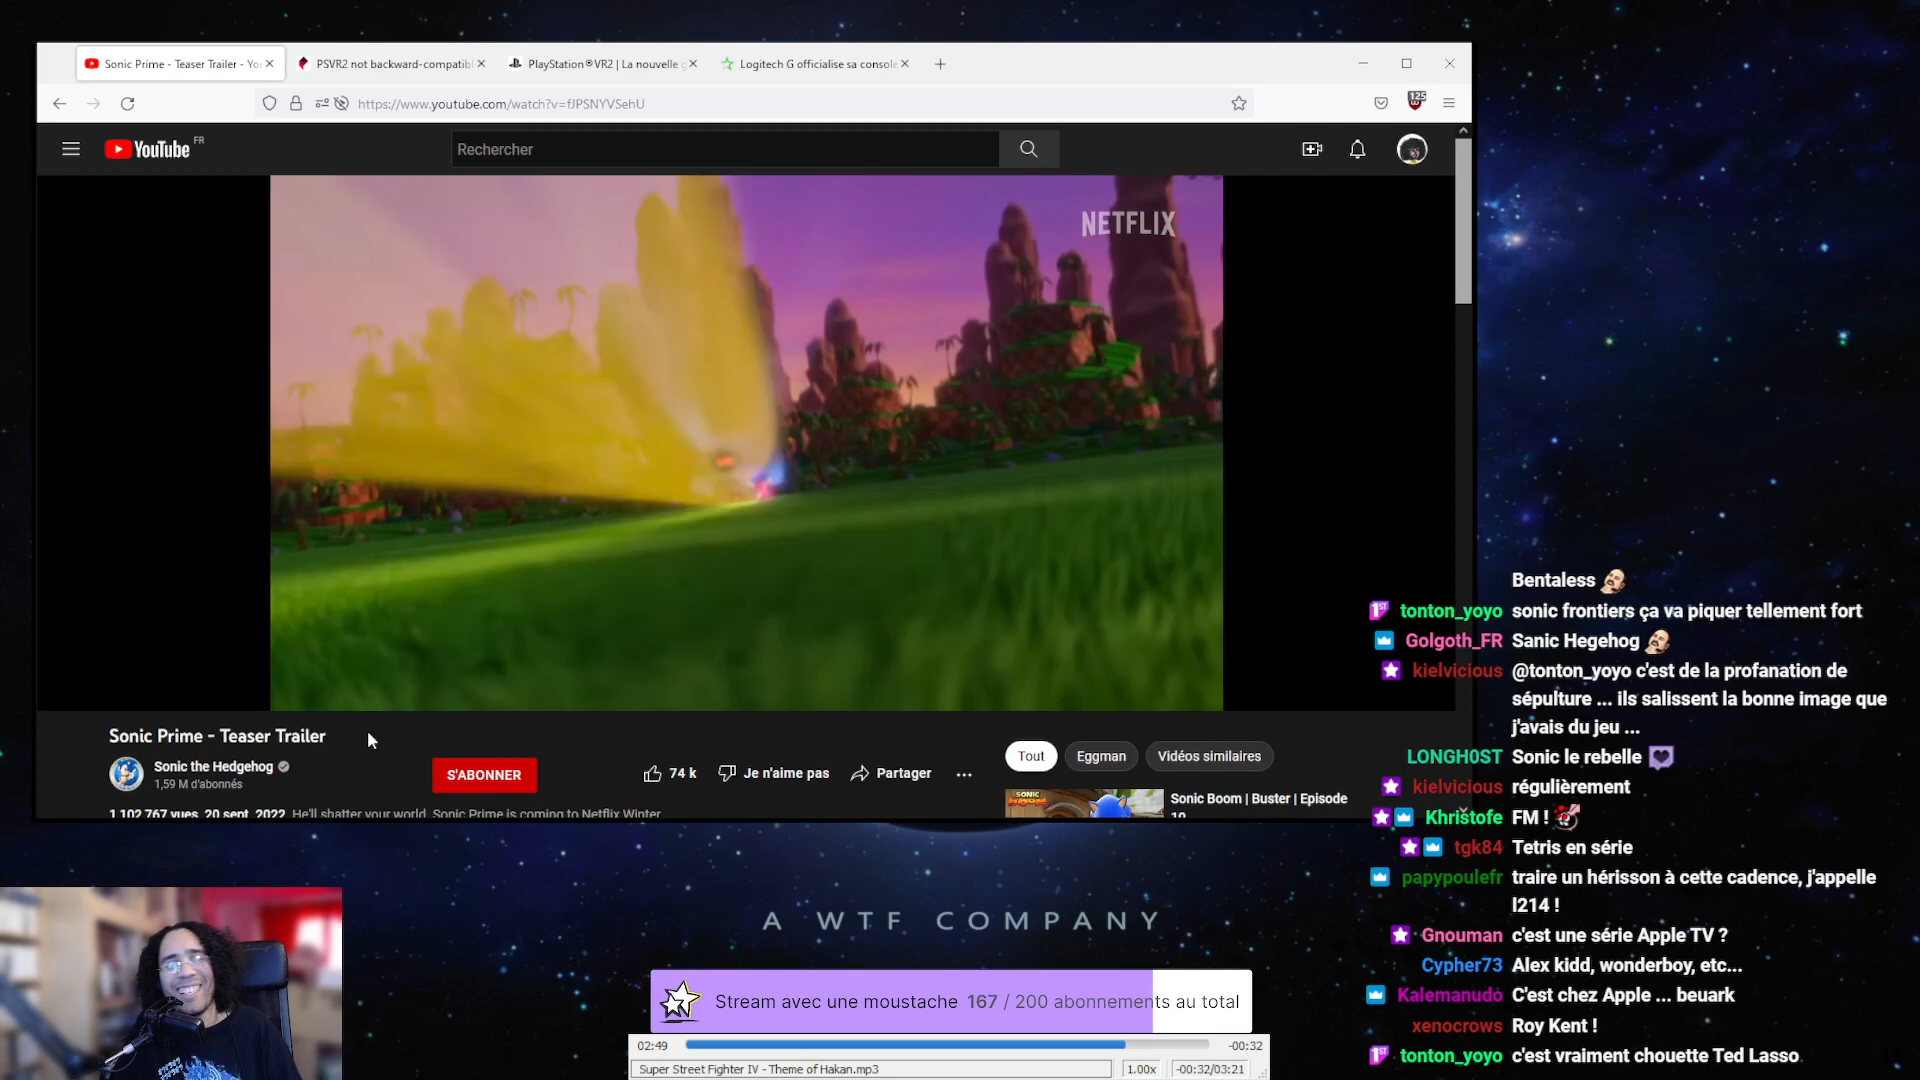 Sonic Prime - Teaser Trailer - Yo
PSVR2 not backward-compatibl
PlayStation®VR2 | La nouvelle g
Logitech G officialise sa console
https://www.youtube.com/watch?v=fJPSNYVSehU
125
YouTube FR
Rechercher
NETFLIX
Sonic Prime - Teaser Trailer
Sonic the Hedgehog
1,59 M d'abonnés
S'ABONNER
74 k
Je n'aime pas
Partager
Tout
Eggman
Vidéos similaires
Sonic Boom | Buster | Episode
10
1 102 767 vues 20 sept. 2022 He'll shatter your world. Sonic Prime is coming to Netflix Winter
Bentaless
tonton_yoyo sonic frontiers ça va piquer tellement fort
Golgoth_FR Sanic Hegehog
kielvicious @tonton_yoyo c'est de la profanation de
sépulture ... ils salissent la bonne image que
j'avais du jeu ...
LONGH0ST Sonic le rebelle
kielvicious régulièrement
Khristofe FM !
tgk84 Tetris en série
papypoulefr traire un hérisson à cette cadence, j'appelle
l214 !
Gnouman c'est une série Apple TV ?
Cypher73 Alex kidd, wonderboy, etc...
Kalemanudo C'est chez Apple ... beuark
xenocrows Roy Kent !
tonton_yoyo c'est vraiment chouette Ted Lasso
A WTF COMPANY
Stream avec une moustache 167 / 200 abonnements au total
02:49
-00:32
Super Street Fighter IV - Theme of Hakan.mp3
1.00x
-00:32/03:21